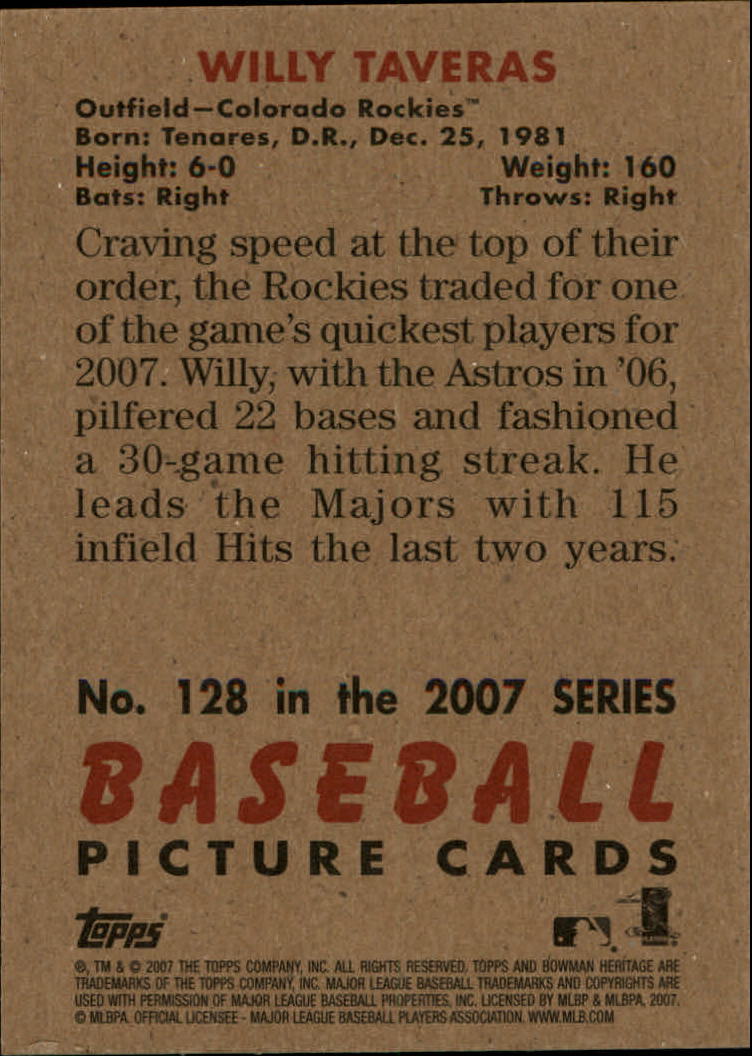 WILLY TAVERAS
Outfield—Colorado Rockies™
Born: Tenares, D.R., Dec. 25, 1981
Height: 6-0 Weight: 160
Bats: Right Throws: Right
Craving speed at the top of their
order, the Rockies traded for one
of the game's quickest players for
2007. Willy, with the Astros in '06,
pilfered 22 bases and fashioned
a 30-game hitting streak. He
leads the Majors with 115
infield Hits the last two years.
No. 128 in the 2007 SERIES
BASEBALL
PICTURE CARDS
Topps
®, TM & © 2007 THE TOPPS COMPANY, INC. ALL RIGHTS RESERVED. TOPPS AND BOWMAN HERITAGE ARE
TRADEMARKS OF THE TOPPS COMPANY, INC. MAJOR LEAGUE BASEBALL TRADEMARKS AND COPYRIGHTS ARE
USED WITH PERMISSION OF MAJOR LEAGUE BASEBALL PROPERTIES, INC. LICENSED BY MLBP & MLBPA, 2007.
© MLBPA. OFFICIAL LICENSEE - MAJOR LEAGUE BASEBALL PLAYERS ASSOCIATION. WWW.MLB.COM